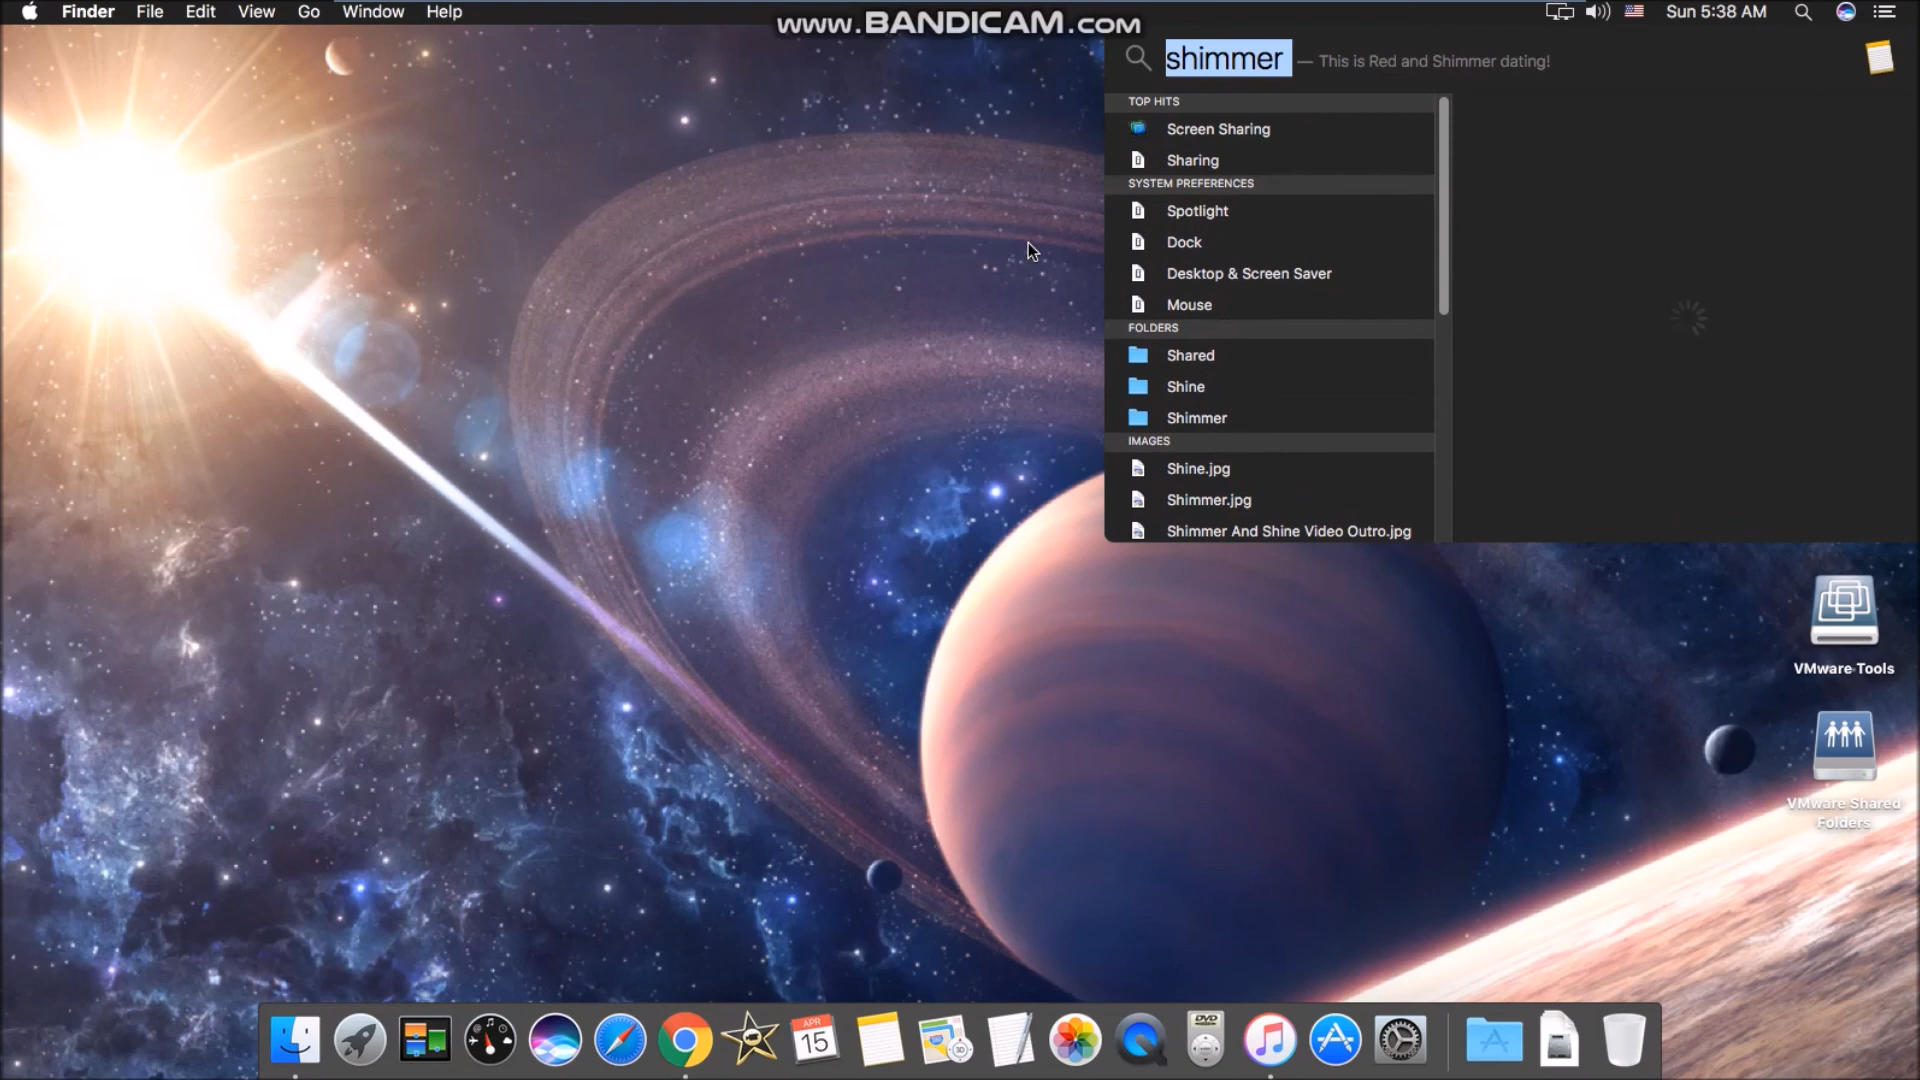 Finder File Edit View Go Window Help
www.BANDICAM.com
Sun 5:38 AM
shimmer — This is Red and Shimmer dating!
TOP HITS
Screen Sharing
Sharing
SYSTEM PREFERENCES
Spotlight
Dock
Desktop & Screen Saver
Mouse
FOLDERS
Shared
Shine
Shimmer
IMAGES
Shine.jpg
Shimmer.jpg
Shimmer And Shine Video Outro.jpg
VMware Tools
VMware Shared
Folders
APR
15
DVD